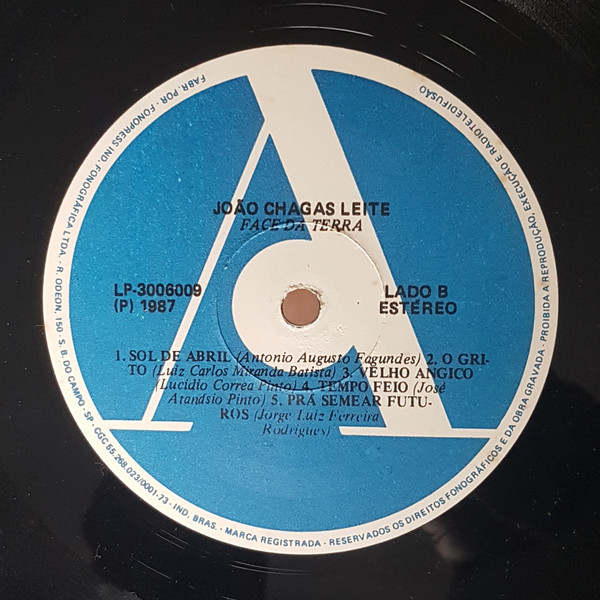 JOÃO CHAGAS LEITE
FACE DA TERRA
LP-3006009
(P) 1987
LADO B
ESTÉREO
1. SOL DE ABRIL (Antonio Augusto Fagundes) 2. O GRI-
TO (Luiz Carlos Miranda Batista) 3. VELHO ANGICO
(Lucidio Correa Pinto) 4. TEMPO FEIO (José
Atanásio Pinto) 5. PRÁ SEMEAR FUTU-
ROS (Jorge Luiz Ferreira
Rodrigues)
FABR. POR - FONOPRESS IND. FONOGRÁFICA LTDA. - R. ODEON, 150 - S. B. DO CAMPO - SP - CGC 55.268.023/0001-73 - IND. BRAS. - MARCA REGISTRADA - RESERVADOS OS DIREITOS FONOGRÁFICOS E DA OBRA GRAVADA - PROIBIDA A REPRODUÇÃO, EXECUÇÃO E RADIOTELEDIFUSÃO